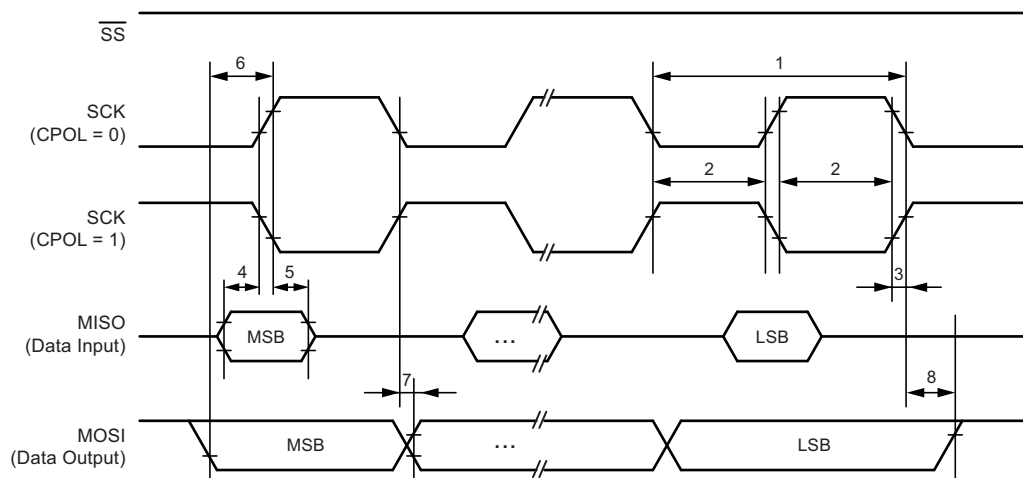 SS
6
1
SCK
(CPOL = 0)
2
2
SCK
(CPOL = 1)
4
5
3
MISO
(Data Input)
MSB
...
LSB
7
8
MOSI
(Data Output)
MSB
...
LSB